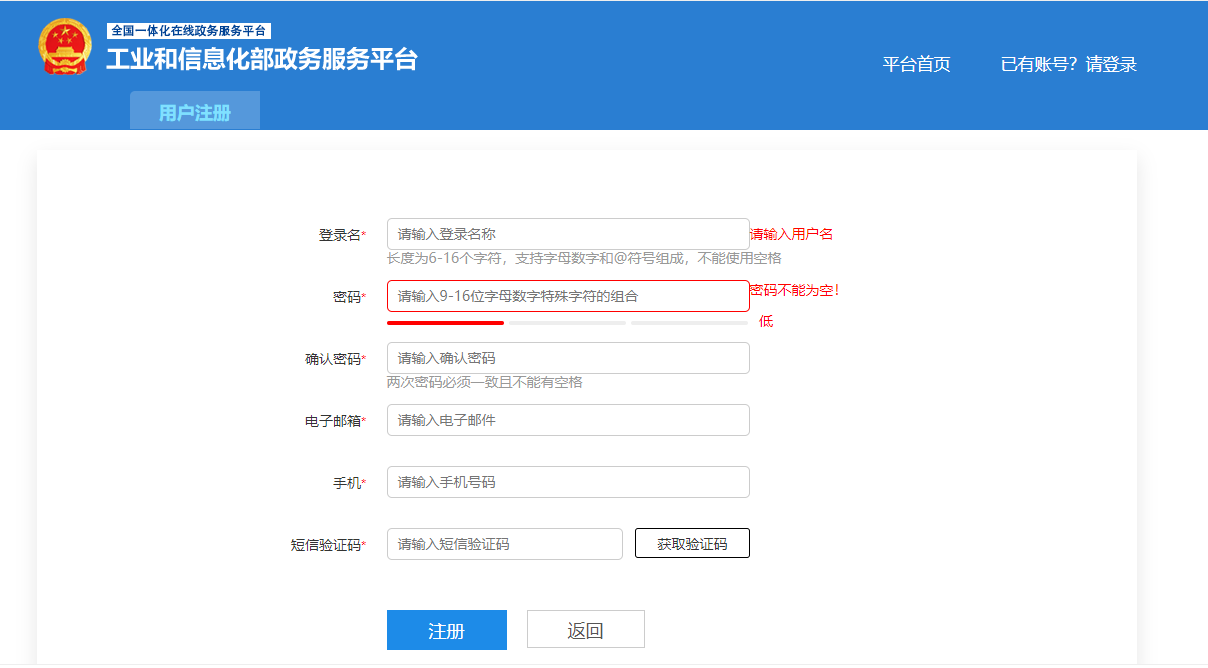 全国一体化在线政务服务平台
工业和信息化部政务服务平台
平台首页 已有账号？请登录
用户注册
登录名* 请输入登录名称 请输入用户名
长度为6-16个字符，支持字母数字和@符号组成，不能使用空格
密码* 请输入9-16位字母数字特殊字符的组合 密码不能为空！
低
确认密码* 请输入确认密码
两次密码必须一致且不能有空格
电子邮箱* 请输入电子邮件
手机* 请输入手机号码
短信验证码* 请输入短信验证码 获取验证码
注册 返回